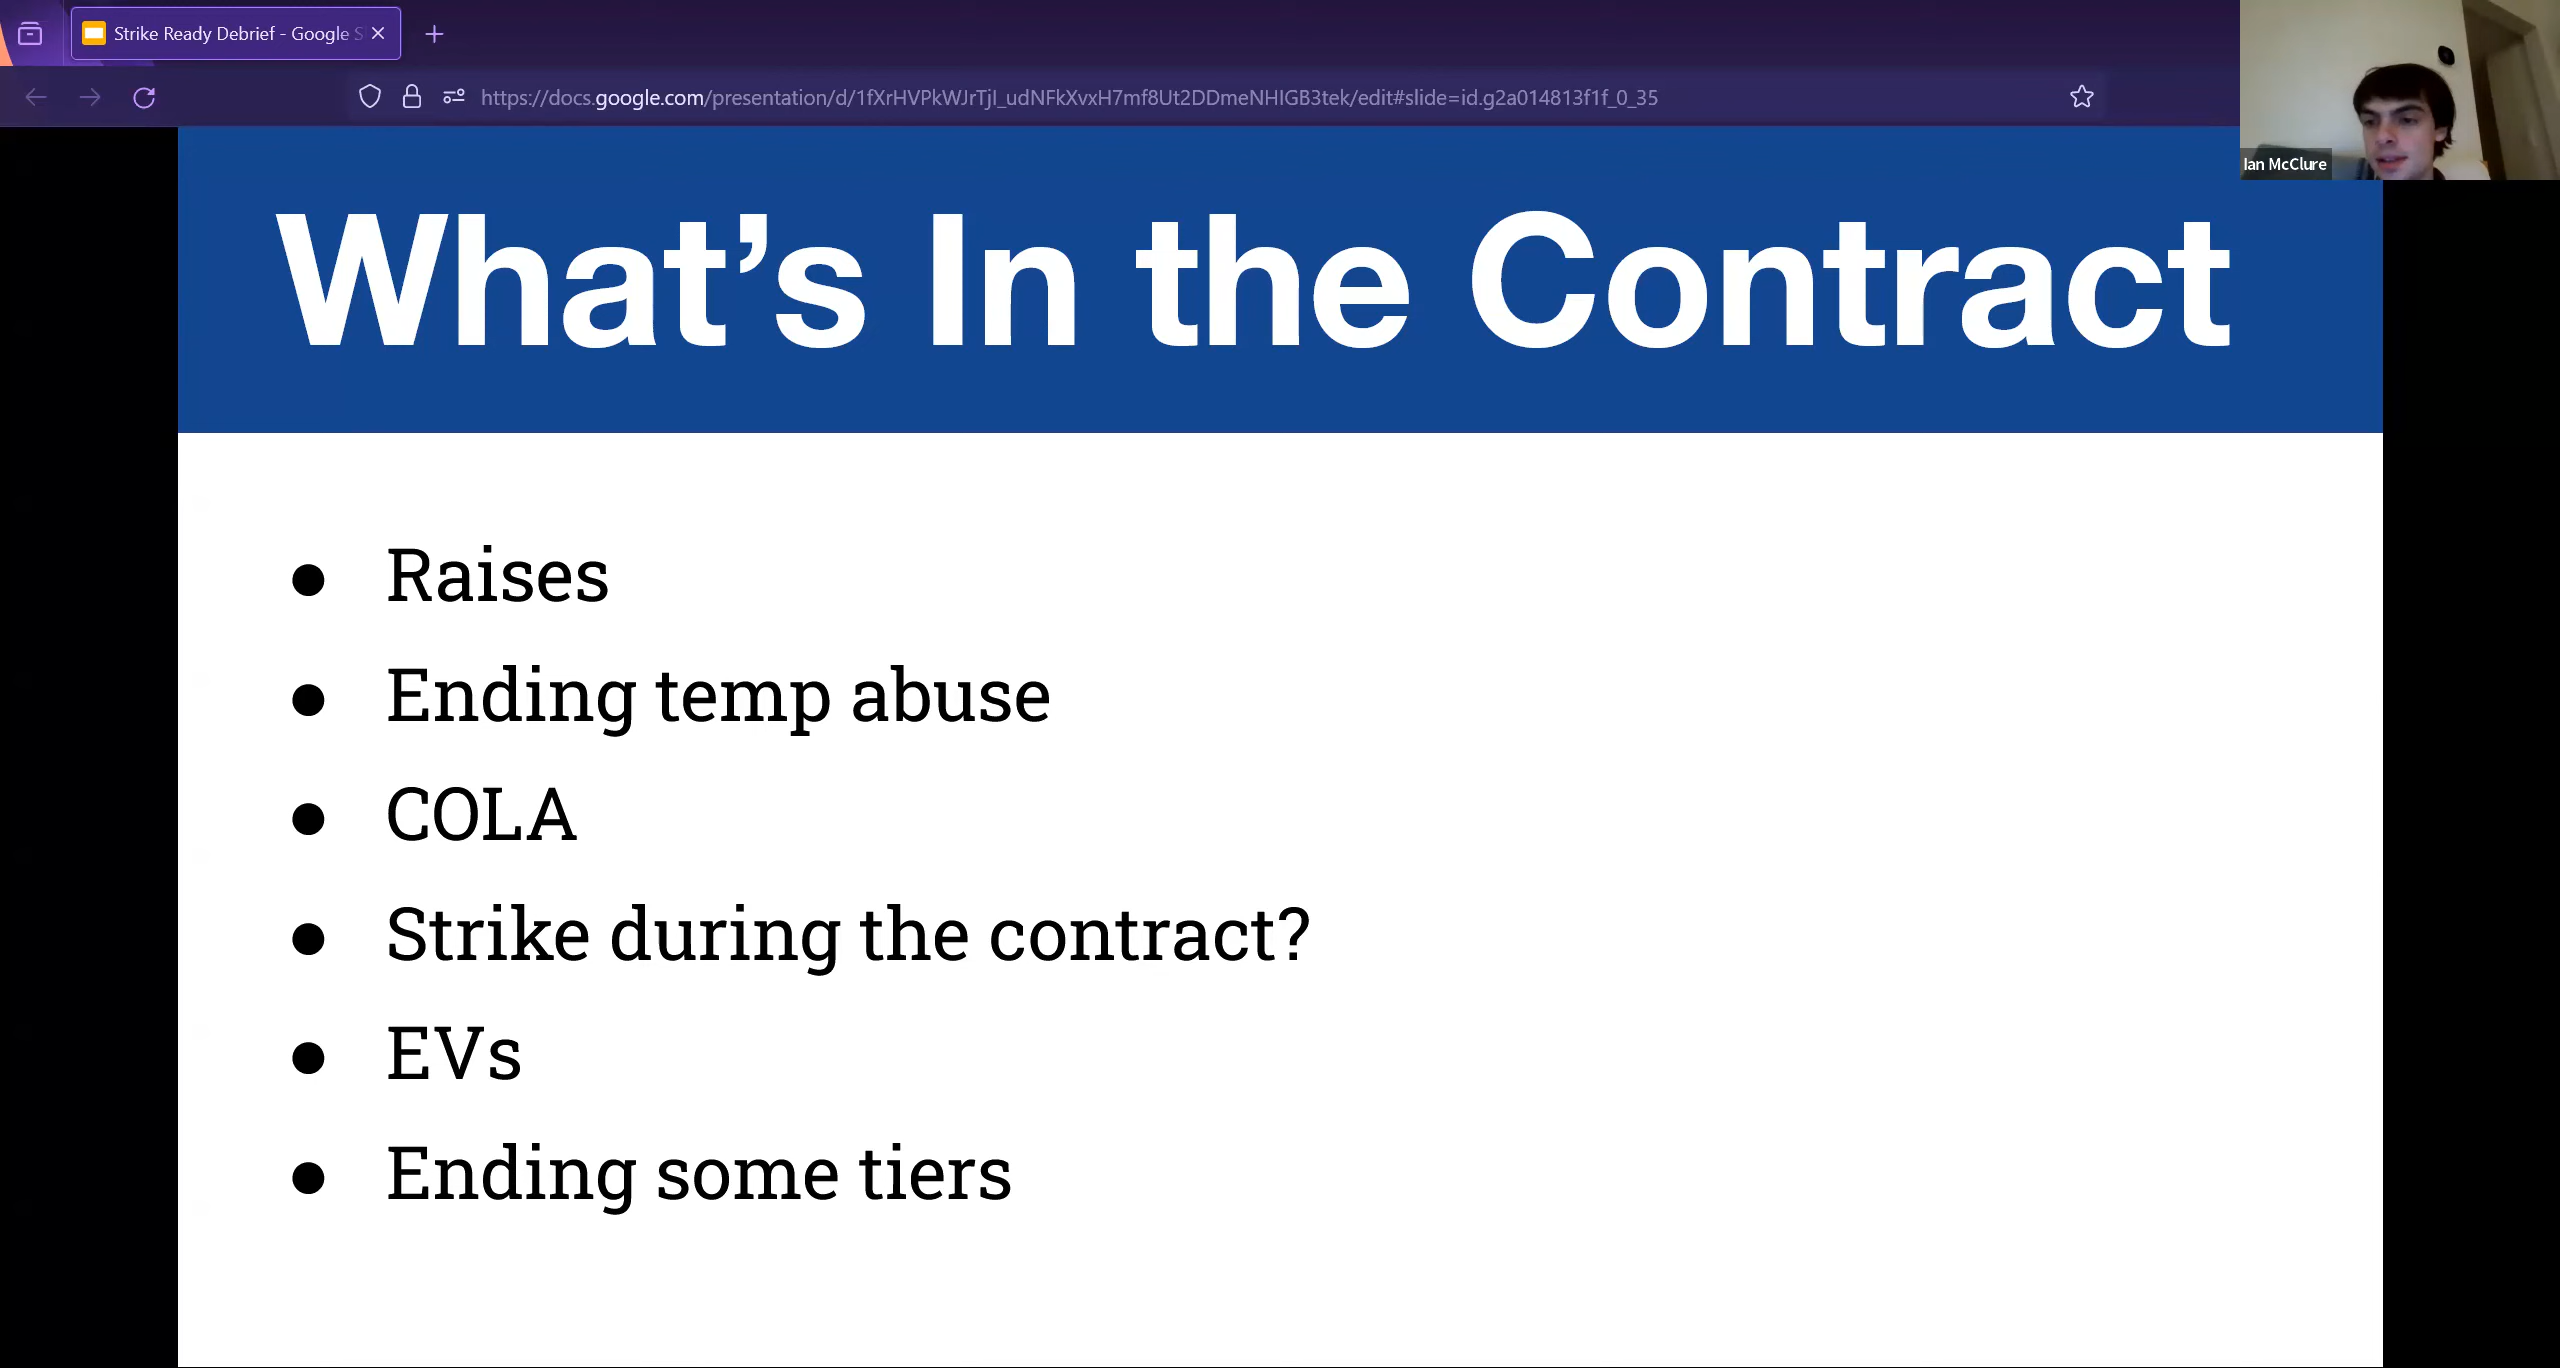 Strike Ready Debrief - Google S
https://docs.google.com/presentation/d/1fXrHVPkWJrTjI_udNFkXvxH7mf8Ut2DDmeNHIGB3tek/edit#slide=id.g2a014813f1f_0_35
Ian McClure
What's In the Contract
● Raises
● Ending temp abuse
● COLA
● Strike during the contract?
● EVs
● Ending some tiers